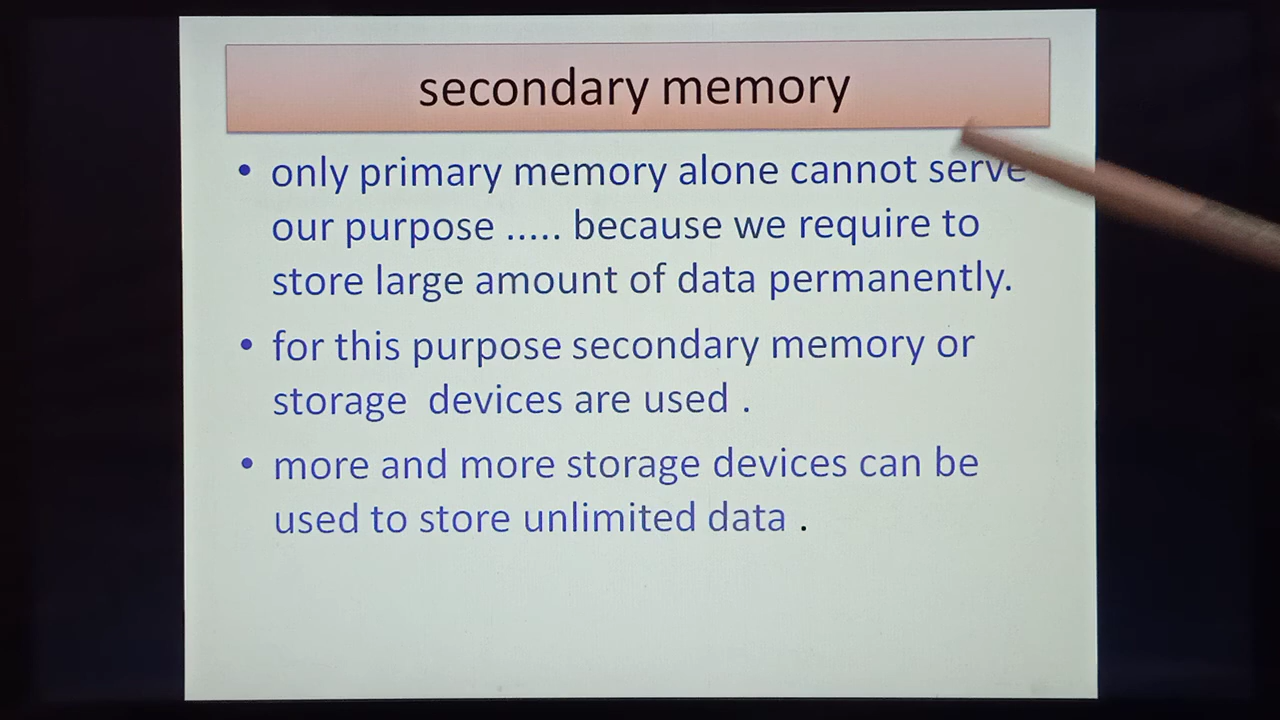 secondary memory
• only primary memory alone cannot serve
our purpose ..... because we require to
store large amount of data permanently.
• for this purpose secondary memory or
storage  devices are used .
• more and more storage devices can be
used to store unlimited data .